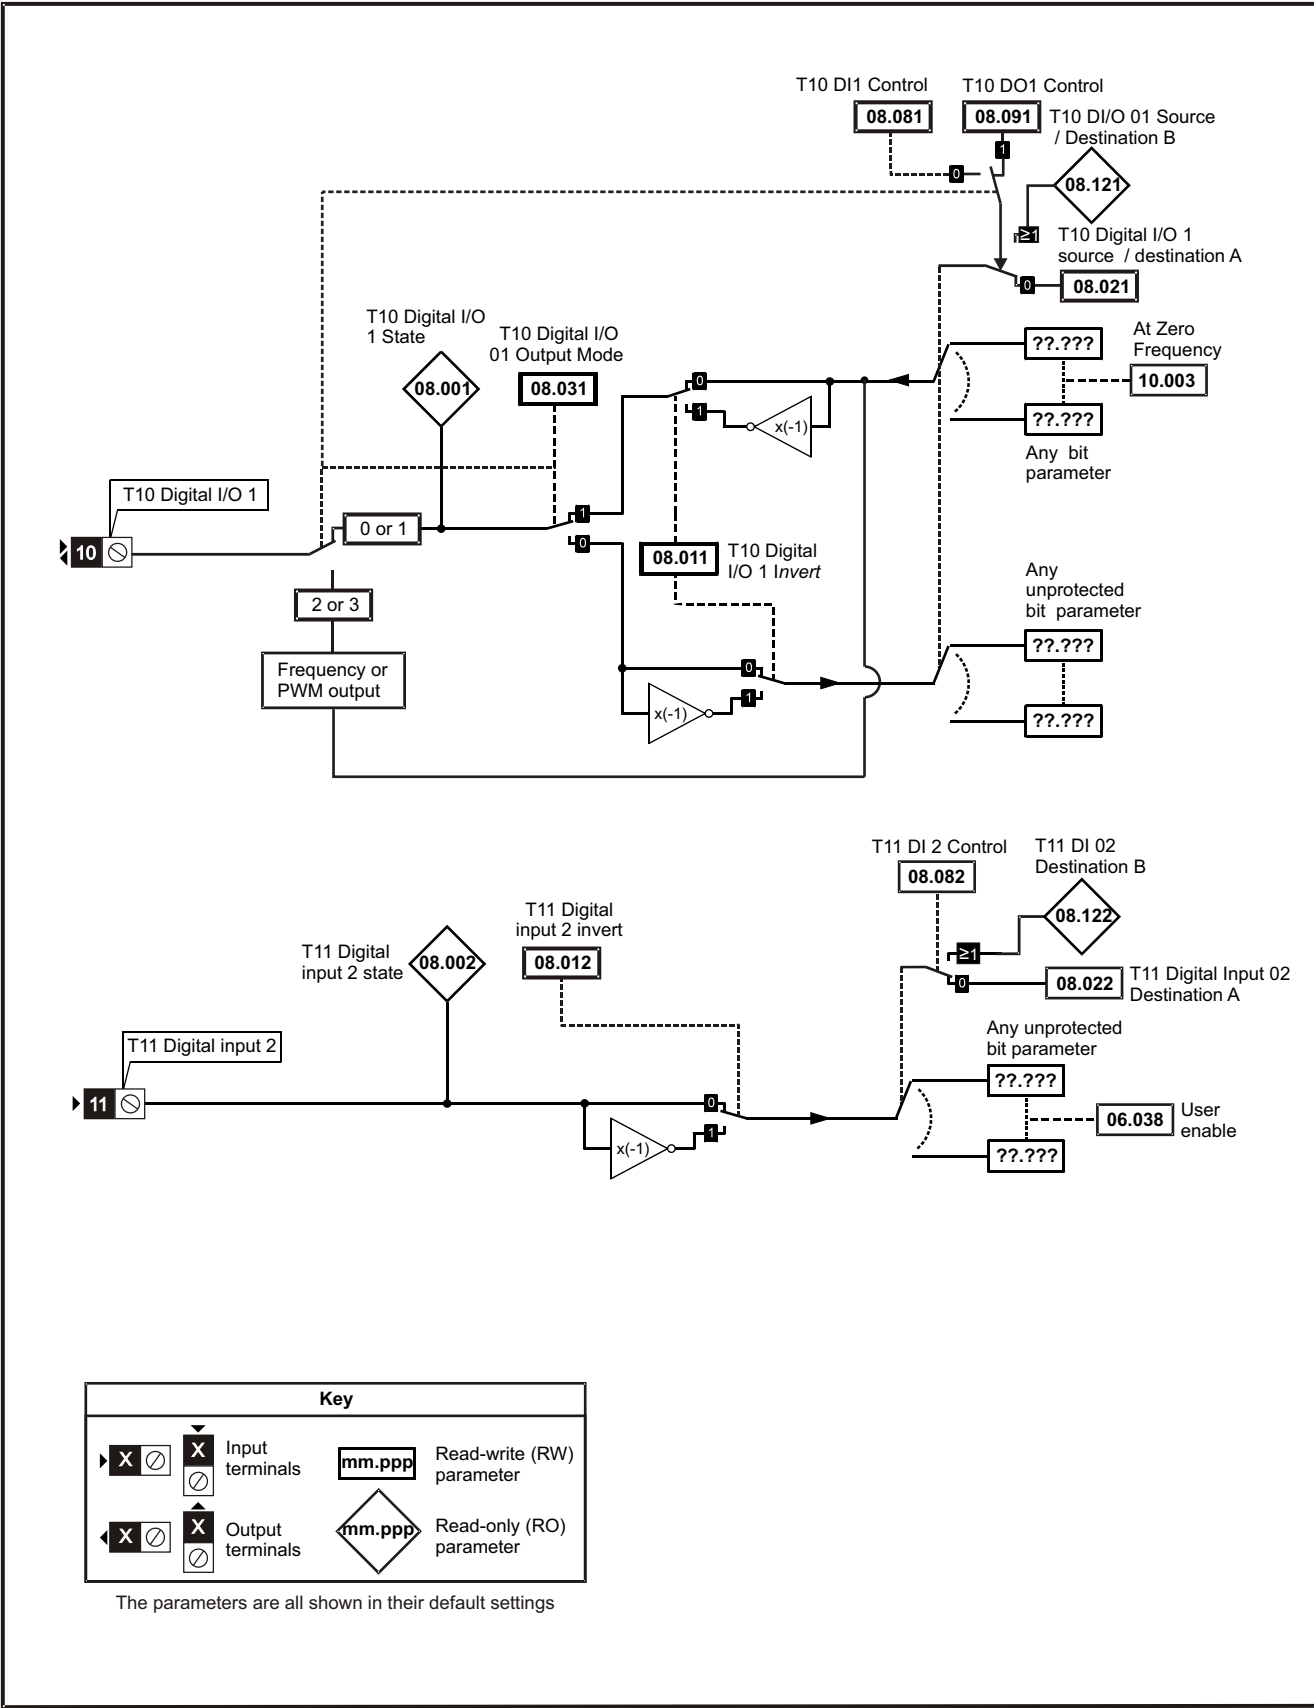 T10 DI1 Control
T10 DO1 Control
08.081
08.091
T10 DI/O 01 Source
/ Destination B
1
0
08.121
≥1
T10 Digital I/O 1
source / destination A
0
08.021
T10 Digital I/O
1 State
T10 Digital I/O
01 Output Mode
At Zero
Frequency
??.???
08.001
08.031
0
10.003
1
x(-1)
??.???
Any bit
parameter
T10 Digital I/O 1
10
0 or 1
1
0
08.011
T10 Digital
I/O 1 Invert
Any
unprotected
bit parameter
2 or 3
??.???
Frequency or
PWM output
0
1
x(-1)
??.???
T11 DI 2 Control
T11 DI 02
Destination B
08.082
08.122
T11 Digital
input 2 invert
T11 Digital
input 2 state
08.002
08.012
≥1
0
08.022
T11 Digital Input 02
Destination A
Any unprotected
bit parameter
T11 Digital input 2
??.???
11
0
1
x(-1)
06.038
User
enable
??.???
Key
X
X
Input
terminals
mm.ppp
Read-write (RW)
parameter
X
X
Output
terminals
mm.ppp
Read-only (RO)
parameter
The parameters are all shown in their default settings